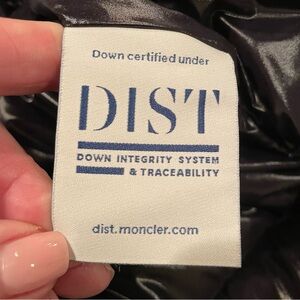 Down certified under
DIST
DOWN INTEGRITY SYSTEM
& TRACEABILITY
dist.moncler.com